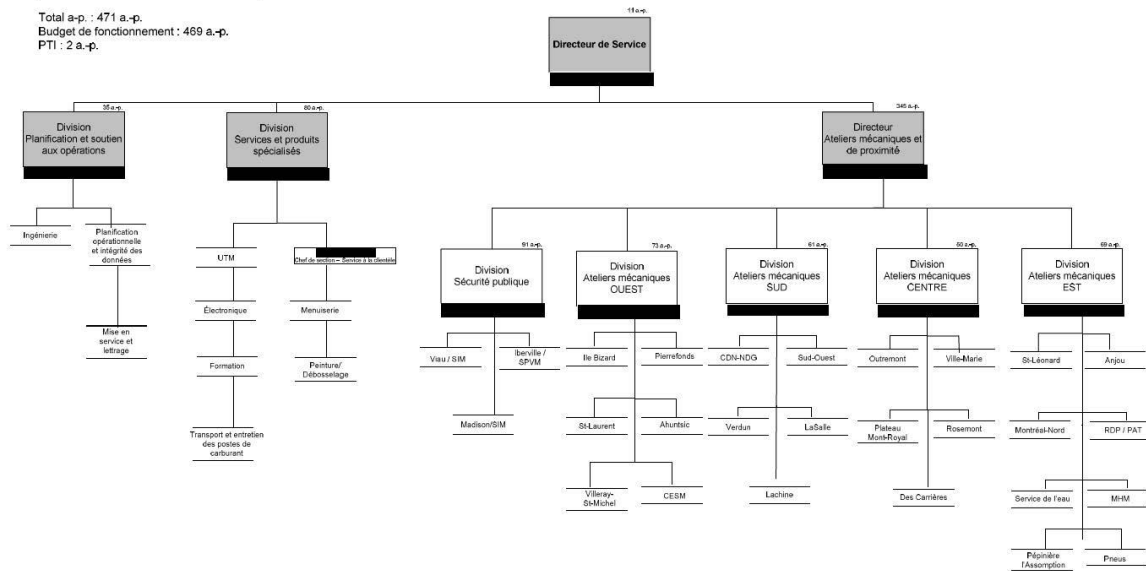 Total a-p. : 471 a.-p.
Budget de fonctionnement : 469 a.-p.
PTI : 2 a.-p.
11 a.-p.
Directeur de Service
35 a.-p.
Division
Planification et soutien
aux opérations
80 a.-p.
Division
Services et produits
spécialisés
345 a.-p.
Directeur
Ateliers mécaniques et
de proximité
Ingénierie
Planification
opérationnelle
et intégrité des
données
Mise en
service et
lettrage
UTM
Chef de section – Service à la clientèle
Électronique
Menuiserie
Formation
Peinture/
Débosselage
Transport et entretien
des postes de
carburant
91 a.-p.
Division
Sécurité publique
73 a.-p.
Division
Ateliers mécaniques
OUEST
61 a.-p.
Division
Ateliers mécaniques
SUD
50 a.-p.
Division
Ateliers mécaniques
CENTRE
69 a.-p.
Division
Ateliers mécaniques
EST
Viau / SIM
Iberville /
SPVM
Madison/SIM
Ile Bizard
Pierrefonds
St-Laurent
Ahuntsic
Villeray-
St-Michel
CESM
CDN-NDG
Sud-Ouest
Verdun
LaSalle
Lachine
Outremont
Ville-Marie
Plateau
Mont-Royal
Rosemont
Des Carrières
St-Léonard
Anjou
Montréal-Nord
RDP / PAT
Service de l'eau
MHM
Pépinière
l'Assomption
Pneus